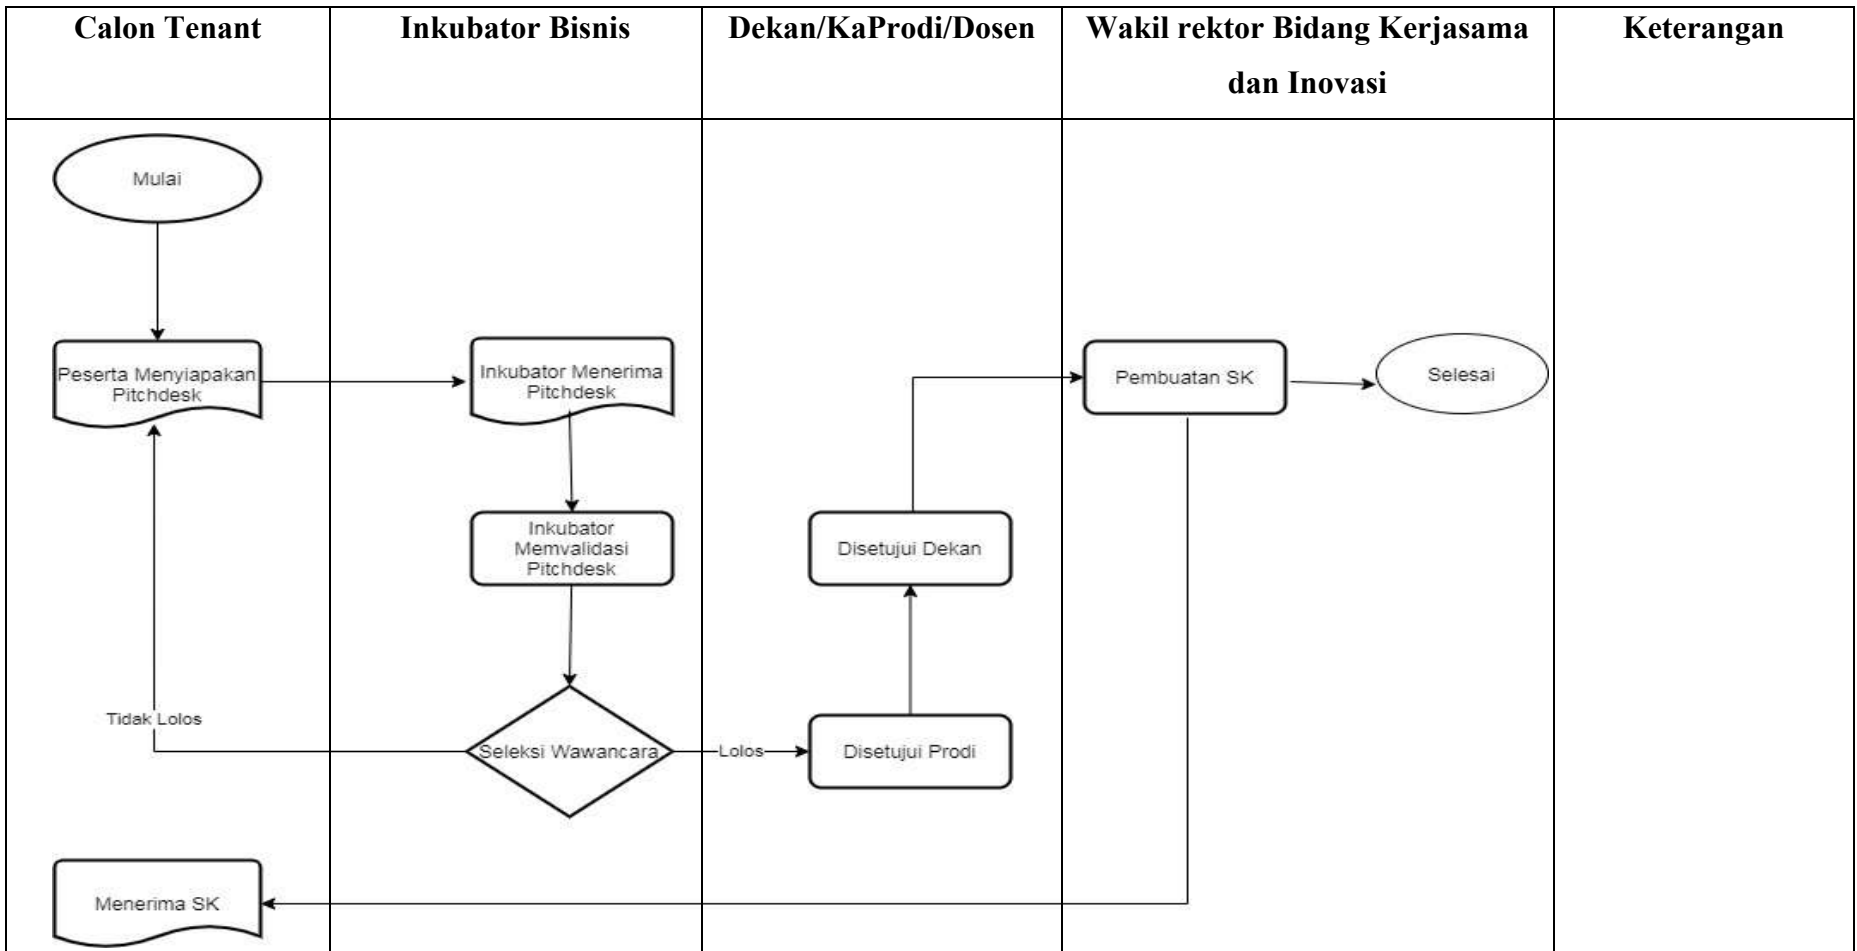 Calon Tenant
Inkubator Bisnis
Dekan/KaProdi/Dosen
Wakil rektor Bidang Kerjasama
dan Inovasi
Keterangan
Mulai
Peserta Menyiapakan
Pitchdesk
Inkubator Menerima
Pitchdesk
Pembuatan SK
Selesai
Inkubator
Memvalidasi
Pitchdesk
Disetujui Dekan
Tidak Lolos
Seleksi Wawancara
Lolos
Disetujui Prodi
Menerima SK